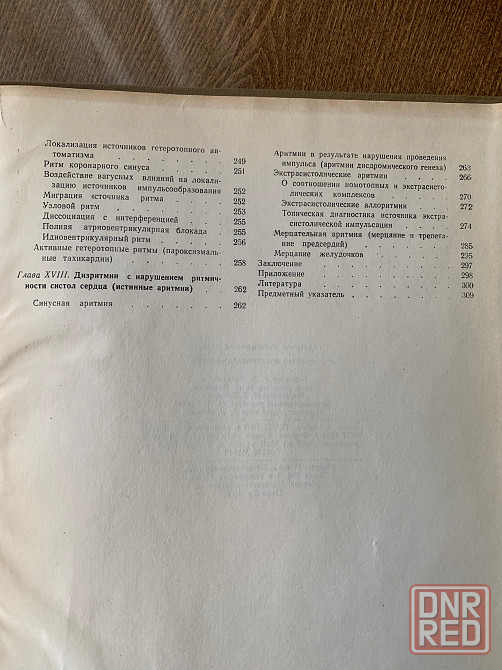 Локализация источников гетеротопного ав-
томатизма . . . . . . . 249
Ритм коронарного синуса . . . . . 251
Воздействие вагусных влияний на локали-
зацию источников импульсообразования 252
Миграция источника ритма . . . . 252
Узловой ритм . . . . . . 253
Диссоциация с интерференцией . . . 255
Полная атриовентрикулярная блокада . . 255
Идиовентрикулярный ритм . . . . 256
Активные гетеротопные ритмы (пароксизмаль-
ные тахикардии) . . . . . . 258
Глава XVIII. Дизритмии с нарушением ритмич-
ности систол сердца (истинные аритмии) . . 262
Синусная аритмия . . . . . . 262
Аритмии в результате нарушения проведения
импульса (аритмии дисдромического генеза) 263
Экстрасистолические аритмии . . . . 266
О соотношении номотопных и экстрасисто-
лических комплексов . . . . . 270
Экстрасистолические аллоритмии . . . 272
Топическая диагностика источника экстра-
систолической импульсации . . . . 274
Мерцательная аритмия (мерцание и трепета-
ние предсердий) . . . . . . 285
Мерцание желудочков . . . . . 295
Заключение . . . . . . . 297
Приложение . . . . . . . 298
Литература . . . . . . . 300
Предметный указатель . . . . . . 309
DNR
RED